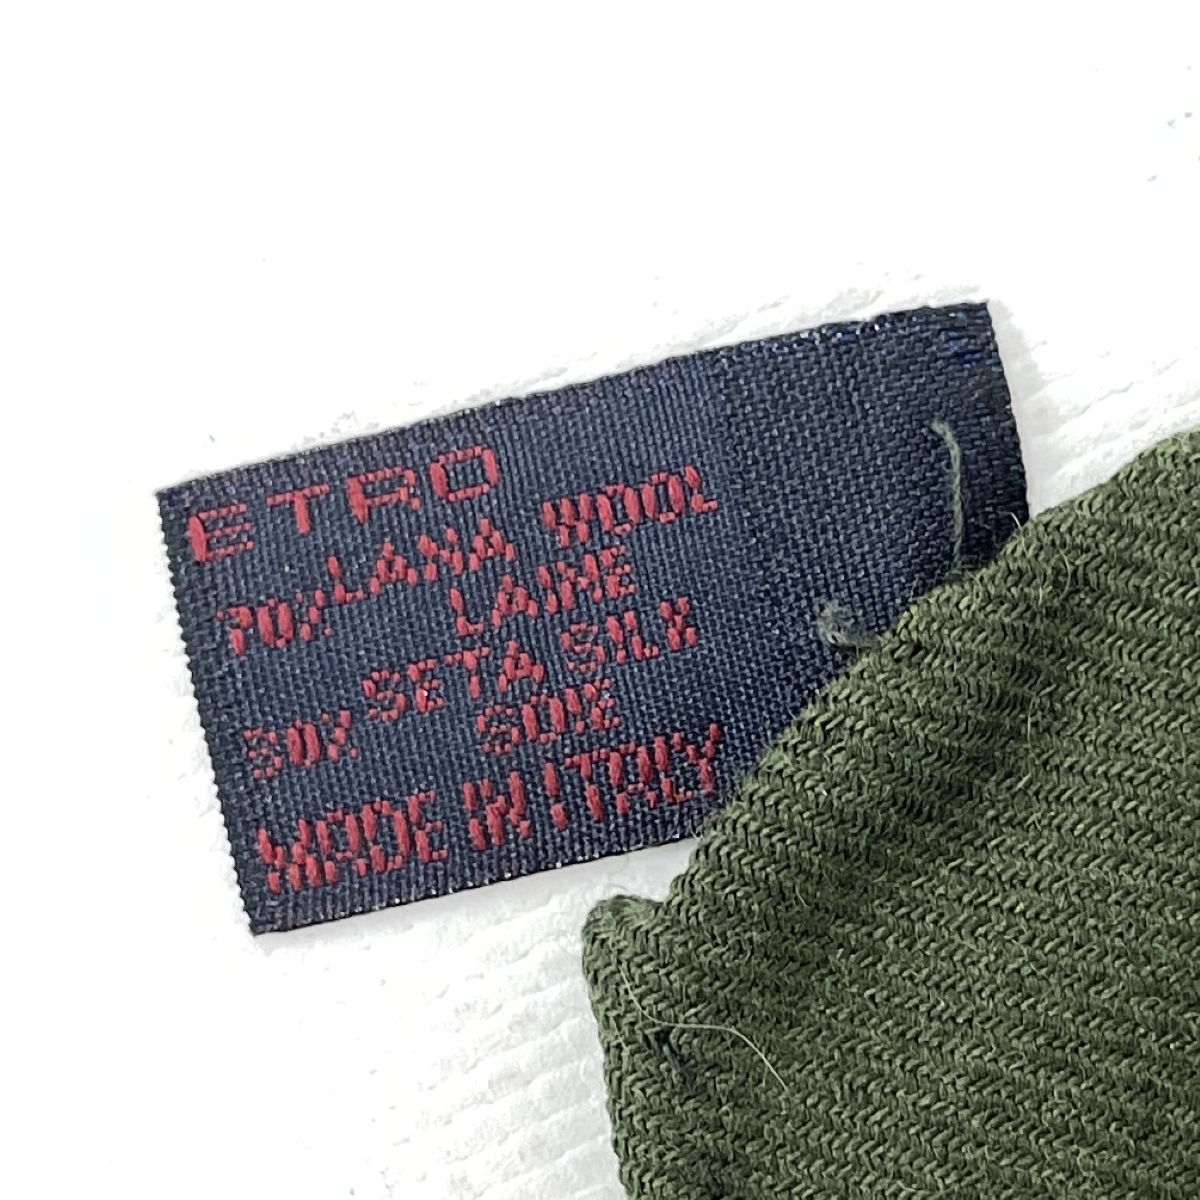 ETRO
70% LANA WOOL
LAINE
30% SETA SILK
SOIE
MADE IN ITALY